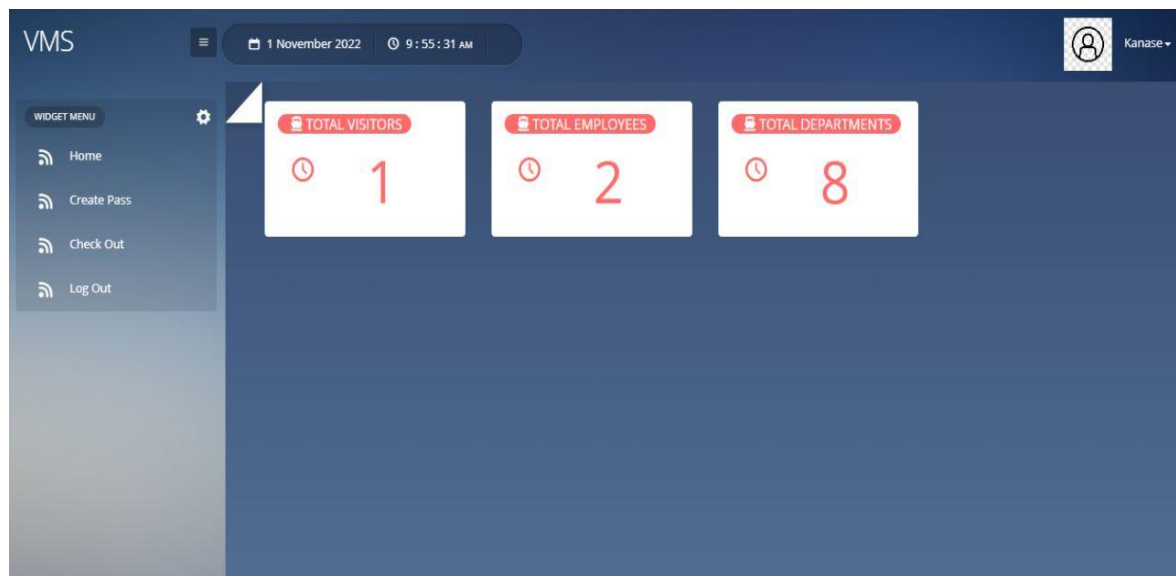 VMS
1 November 2022
9 : 55 : 31 AM
Kanase
WIDGET MENU
Home
Create Pass
Check Out
Log Out
TOTAL VISITORS
1
TOTAL EMPLOYEES
2
TOTAL DEPARTMENTS
8